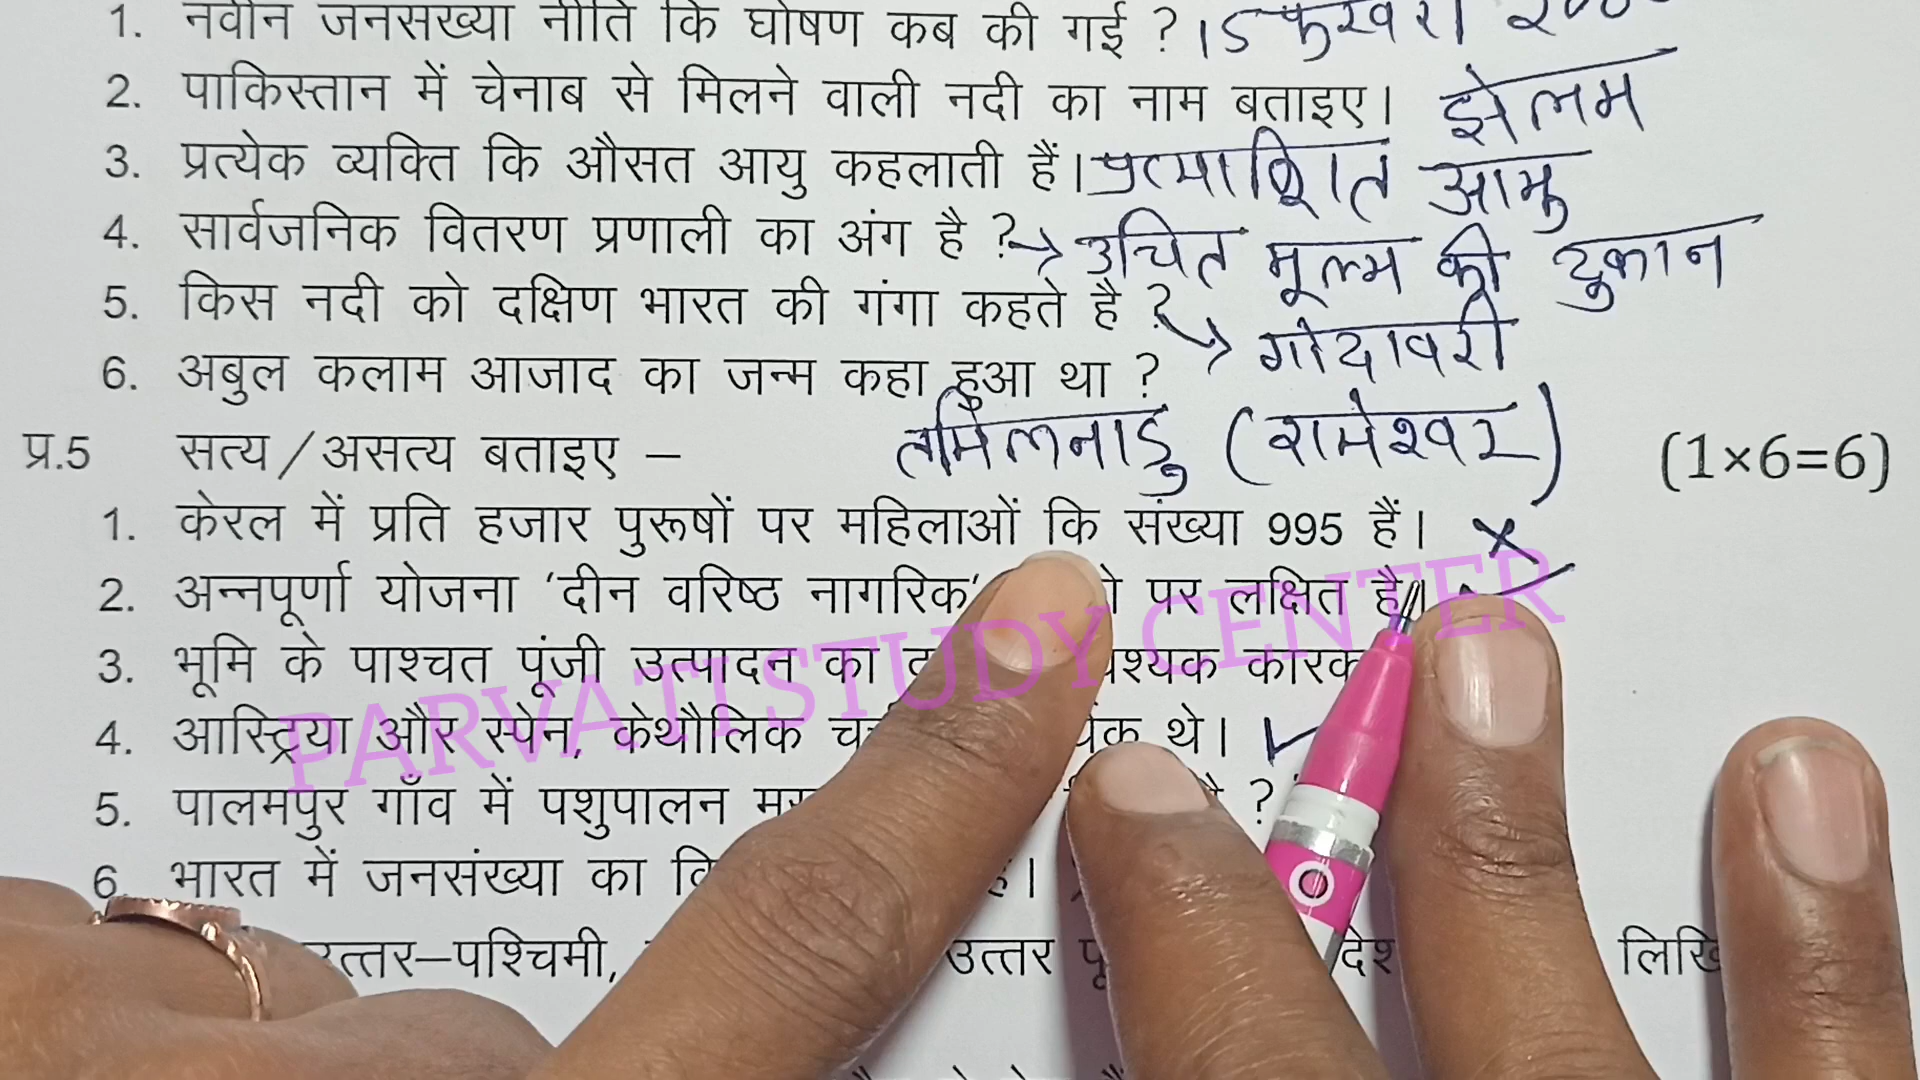 1. नवीन जनसख्या नीति कि घोषण कब की गई ? 15 फरवरी
2. पाकिस्तान में चेनाब से मिलने वाली नदी का नाम बताइए। झेलम
3. प्रत्येक व्यक्ति कि औसत आयु कहलाती हैं। प्रत्याशित आयु
4. सार्वजनिक वितरण प्रणाली का अंग है ? → उचित मूल्य की दुकान
5. किस नदी को दक्षिण भारत की गंगा कहते है ? → गोदावरी
6. अबुल कलाम आजाद का जन्म कहा हुआ था ?
तमिलनाडु (रामेश्वर)
प्र.5 सत्य/असत्य बताइए – (1×6=6)
1. केरल में प्रति हजार पुरूषों पर महिलाओं कि संख्या 995 हैं। ×
2. अन्नपूर्णा योजना 'दीन वरिष्ठ नागरिक' पर लक्षित है।
3. भूमि के पाश्चत पूंजी उत्पादन का कारक
4. आस्ट्रिया और स्पेन, केथौलिक थे।
5. पालमपुर गाँव में पशुपालन ?
6. भारत में जनसंख्या का है।
उत्तर–पश्चिमी, उत्तर
PARVATI STUDY CENTER